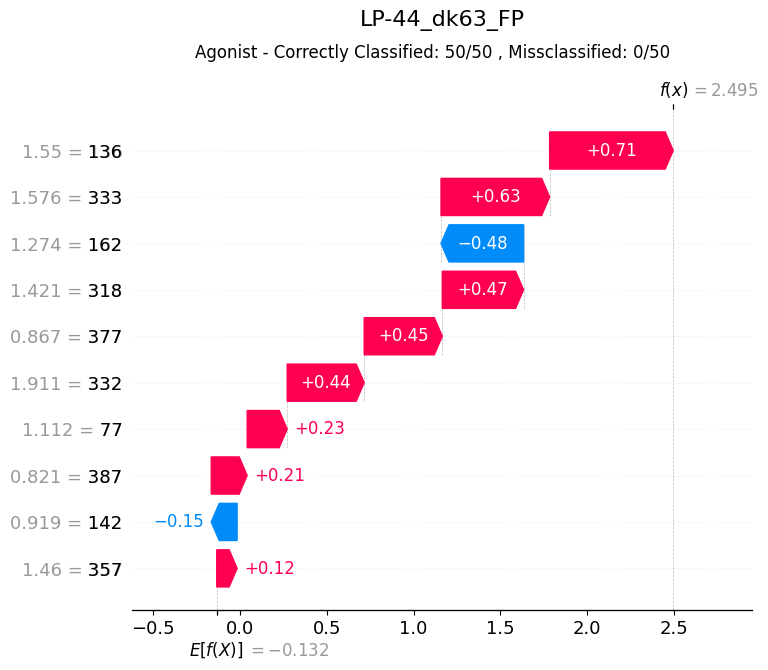 LP-44_dk63_FP
Agonist - Correctly Classified: 50/50 , Missclassified: 0/50
f(x) = 2.495
1.55 = 136
+0.71
1.576 = 333
+0.63
1.274 = 162
−0.48
1.421 = 318
+0.47
0.867 = 377
+0.45
1.911 = 332
+0.44
1.112 = 77
+0.23
0.821 = 387
+0.21
0.919 = 142
−0.15
1.46 = 357
+0.12
−0.5 0.0 0.5 1.0 1.5 2.0 2.5
E[f(X)] = −0.132